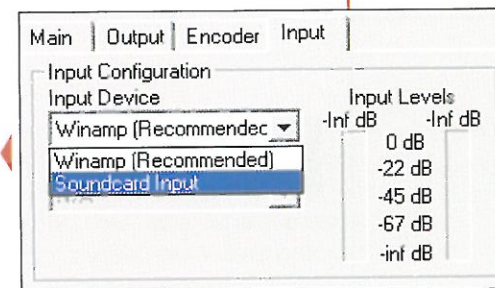 Main Output Encoder Input
Input Configuration
Input Device Input Levels
Winamp (Recommendec -Inf dB -Inf dB
Winamp (Recommended) 0 dB
Soundcard Input -22 dB
-45 dB
-67 dB
-inf dB